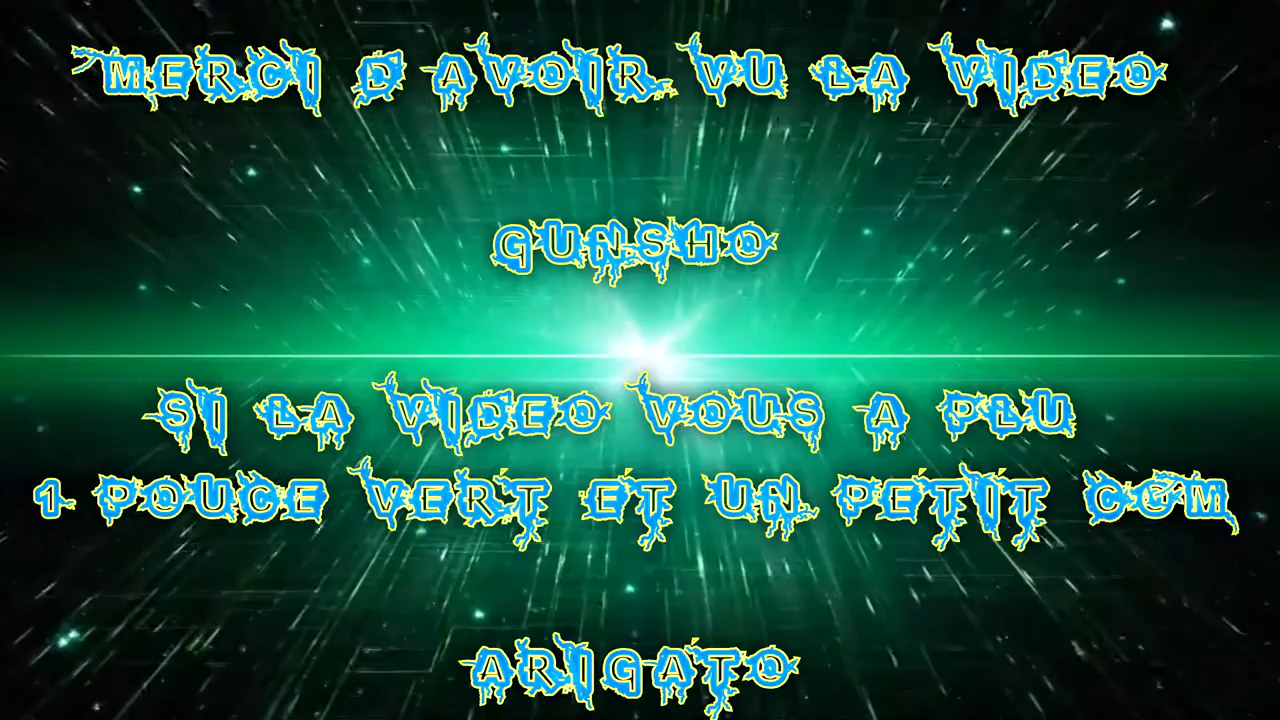 MERCI D AVOIR VU LA VIDEO
GUNSHO
SI LA VIDEO VOUS A PLU
1 POUCE VERT ET UN PETIT COM
ARIGATO